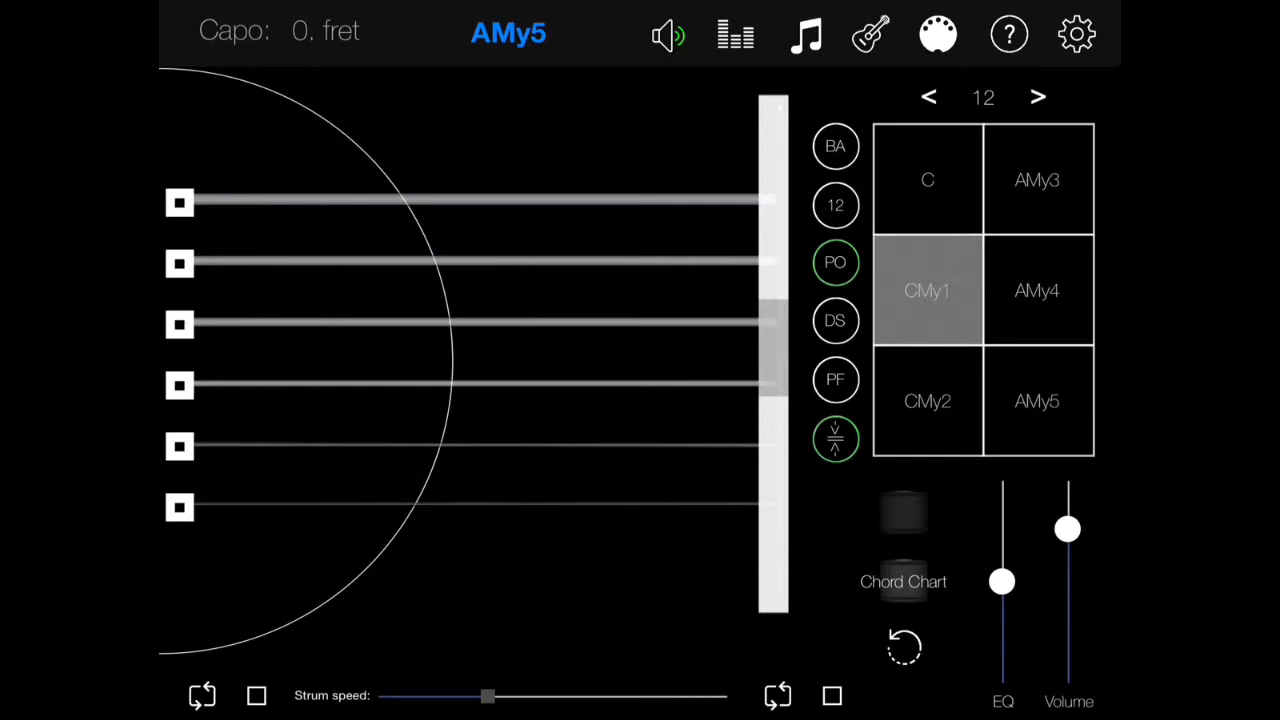 Capo: 0. fret
AMy5
?
< 12 >
BA
12
PO
DS
PF
C
AMy3
CMy1
AMy4
CMy2
AMy5
Chord Chart
EQ
Volume
Strum speed: